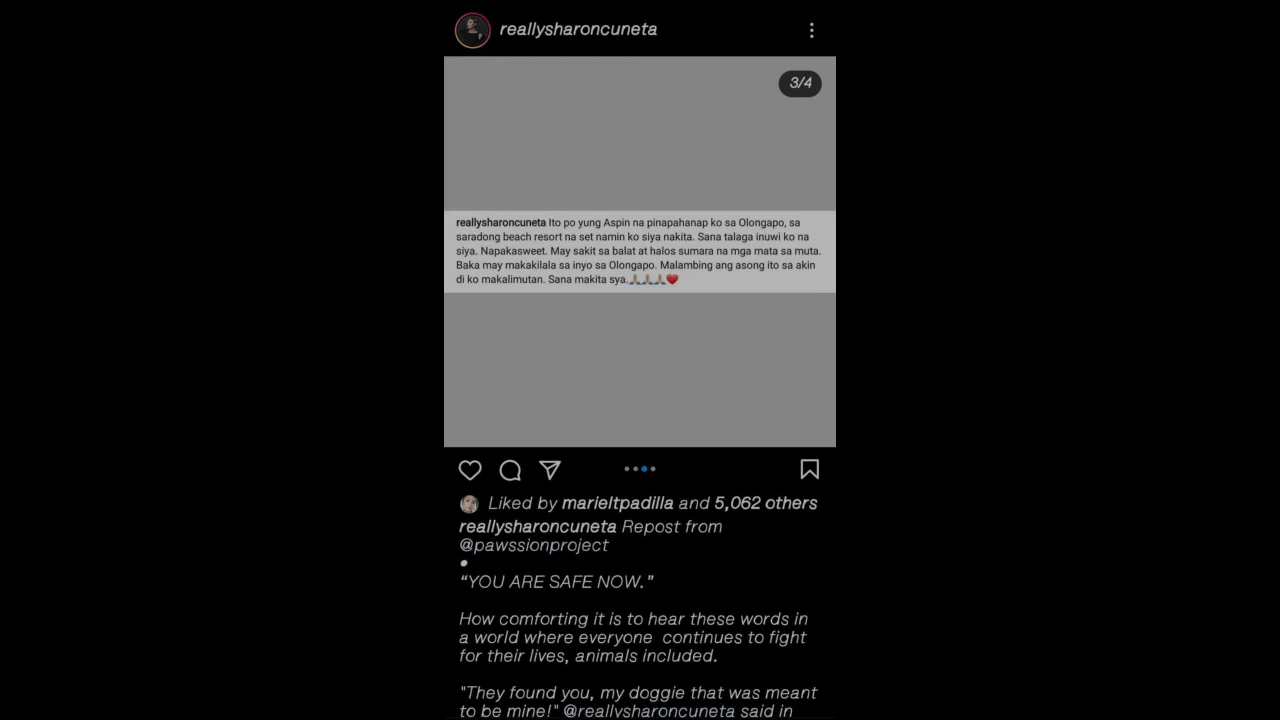 reallysharoncuneta
3/4
reallysharoncuneta Ito po yung Aspin na pinapahanap ko sa Olongapo, sa
saradong beach resort na set namin ko siya nakita. Sana talaga inuwi ko na
siya. Napakasweet. May sakit sa balat at halos sumara na mga mata sa muta.
Baka may makakilala sa inyo sa Olongapo. Malambing ang asong ito sa akin
di ko makalimutan. Sana makita sya.🙏🏼🙏🏼🙏🏼❤️
Liked by marieltpadilla and 5,062 others
reallysharoncuneta Repost from
@pawssionproject
•
“YOU ARE SAFE NOW.”
How comforting it is to hear these words in
a world where everyone continues to fight
for their lives, animals included.
"They found you, my doggie that was meant
to be mine!" @reallysharoncuneta said in